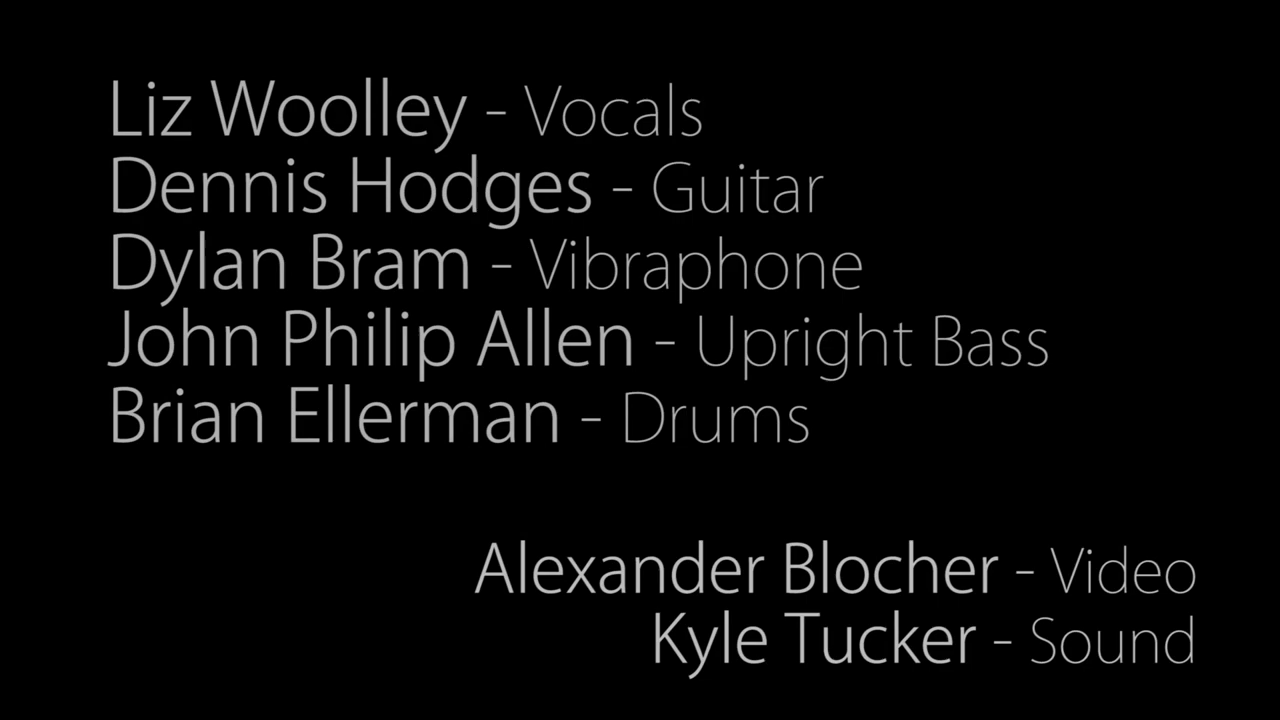 Liz Woolley - Vocals
Dennis Hodges - Guitar
Dylan Bram - Vibraphone
John Philip Allen - Upright Bass
Brian Ellerman - Drums
Alexander Blocher - Video
Kyle Tucker - Sound